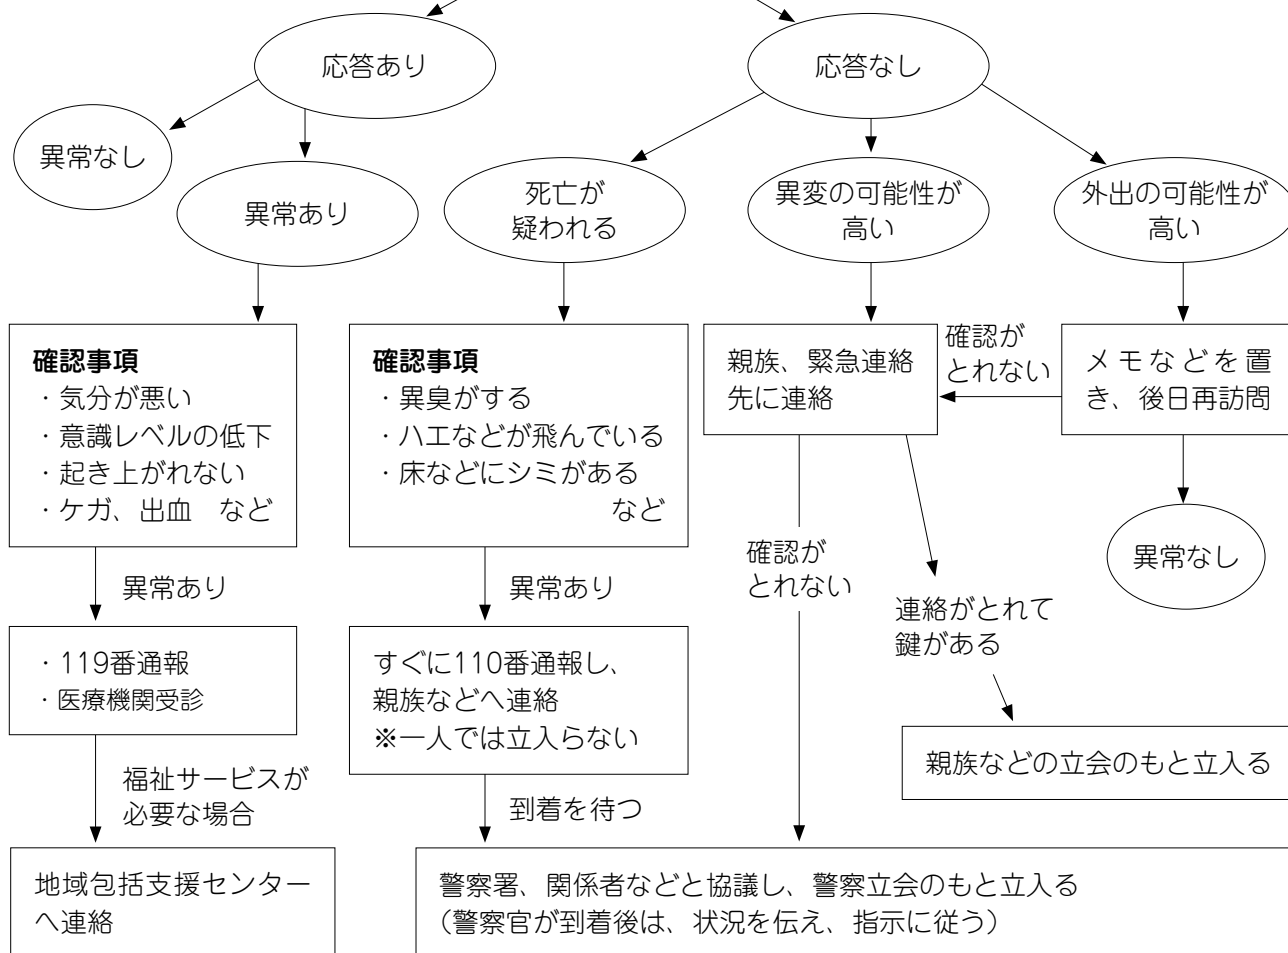 応答あり
応答なし
異常なし
異常あり
死亡が
疑われる
異変の可能性が
高い
外出の可能性が
高い
確認事項
・気分が悪い
・意識レベルの低下
・起き上がれない
・ケガ、出血　など
確認事項
・異臭がする
・ハエなどが飛んでいる
・床などにシミがある
など
親族、緊急連絡
先に連絡
確認が
とれない
メモなどを置
き、後日再訪問
異常あり
異常あり
確認が
とれない
連絡がとれて
鍵がある
異常なし
・119番通報
・医療機関受診
すぐに110番通報し、
親族などへ連絡
※一人では立入らない
親族などの立会のもと立入る
福祉サービスが
必要な場合
到着を待つ
地域包括支援センター
へ連絡
警察署、関係者などと協議し、警察立会のもと立入る
（警察官が到着後は、状況を伝え、指示に従う）